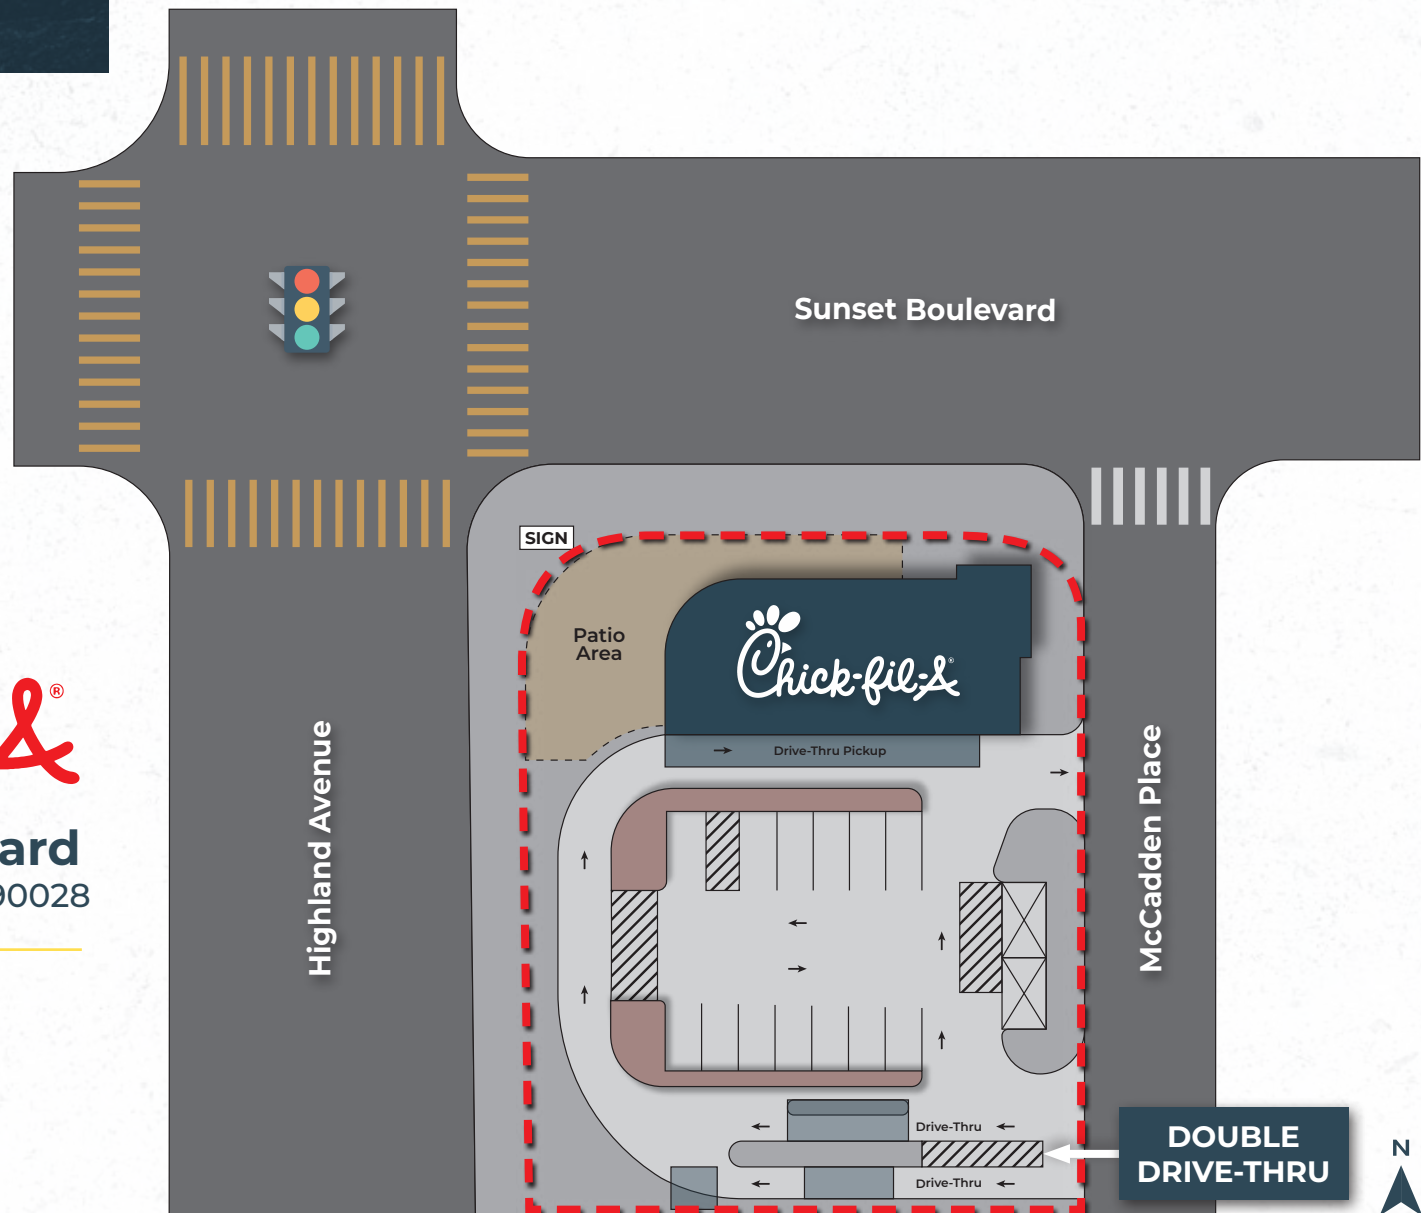 Sunset Boulevard
SIGN
Patio
Area
Chick-fil-A®
Drive-Thru Pickup
Highland Avenue
McCadden Place
®
ard
90028
Drive-Thru
Drive-Thru
DOUBLE
DRIVE-THRU
N